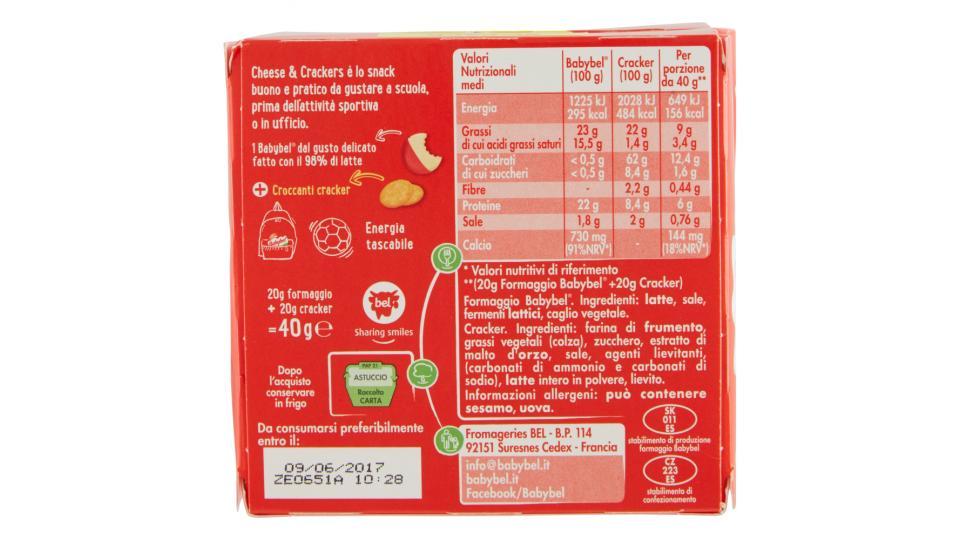 Cheese & Crackers è lo snack
buono e pratico da gustare a scuola,
prima dell'attività sportiva
o in ufficio.
1 Babybel® dal gusto delicato
fatto con il 98% di latte
+ Croccanti cracker
Energia
tascabile
20g formaggio
+ 20g cracker
=40g e
bel
Sharing smiles
Dopo
l'acquisto
conservare
in frigo
PAP 21
ASTUCCIO
Raccolta
CARTA
Da consumarsi preferibilmente
entro il:
09/06/2017
ZE0651A 10:28
Valori Nutrizionali medi | Babybel® (100 g) | Cracker (100 g) | Per porzione da 40 g**
Energia | 1225 kJ 295 kcal | 2028 kJ 484 kcal | 649 kJ 156 kcal
Grassi | 23 g | 22 g | 9 g
di cui acidi grassi saturi | 15,5 g | 1,4 g | 3,4 g
Carboidrati | < 0,5 g | 62 g | 12,4 g
di cui zuccheri | < 0,5 g | 8,4 g | 1,6 g
Fibre | - | 2,2 g | 0,44 g
Proteine | 22 g | 8,4 g | 6 g
Sale | 1,8 g | 2 g | 0,76 g
Calcio | 730 mg (91%NRV*) | - | 144 mg (18%NRV*)
* Valori nutritivi di riferimento
**(20g Formaggio Babybel® +20g Cracker)
Formaggio Babybel®. Ingredienti: latte, sale,
fermenti lattici, caglio vegetale.
Cracker. Ingredienti: farina di frumento,
grassi vegetali (colza), zucchero, estratto di
malto d'orzo, sale, agenti lievitanti,
(carbonati di ammonio e carbonati di
sodio), latte intero in polvere, lievito.
Informazioni allergeni: può contenere
sesamo, uova.
SK
011
ES
stabilimento di produzione
formaggio Babybel
CZ
223
ES
stabilimento di
confezionamento
Fromageries BEL - B.P. 114
92151 Suresnes Cedex - Francia
info@babybel.it
babybel.it
Facebook/Babybel